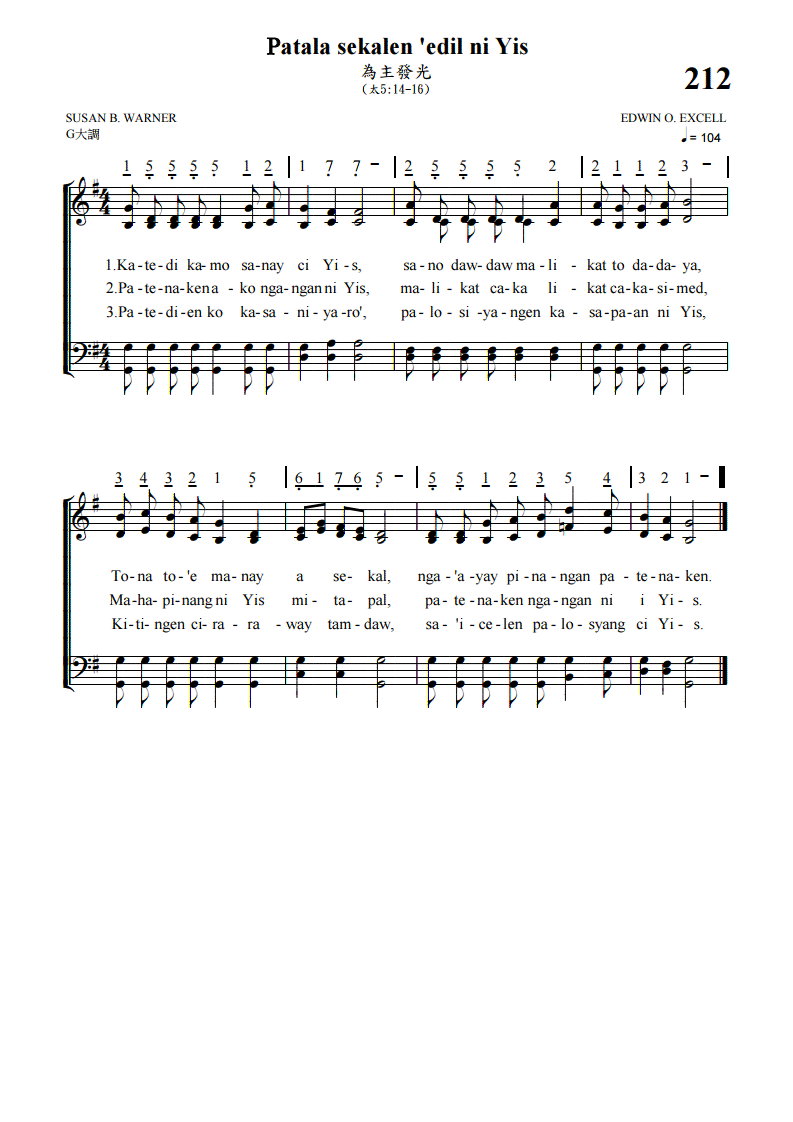 Patala sekalen 'edil ni Yis
為主發光
(太5:14-16)
212
SUSAN B. WARNER
EDWIN O. EXCELL
G大調
♩ = 104
1 5 5 5 5 1 2 | 1 7 7 - | 2 5 5 5 5 2 | 2 1 1 2 3 - |
1.Ka-te-di ka-mo sa-nay ci Yi-s, sa-no daw-daw ma-li-kat to da-da-ya,
2.Pa-te-naken a-ko nga-ngan ni Yis, ma-li-kat ca-ka li-kat ca-ka-si-med,
3.Pa-te-di-en ko ka-sa-ni-ya-ro', pa-lo-si-ya-ngen ka-sa-pa-an ni Yis,
3 4 3 2 1 5 | 6 1 7 6 5 - | 5 5 1 2 3 5 4 | 3 2 1 -
To-na to-'e ma-nay a se-kal, nga-'a-yay pi-na-ngan pa-te-na-ken.
Ma-ha-pi-nang ni Yis mi-ta-pal, pa-te-na-ken nga-ngan ni i Yi-s.
Ki-ti-ngen ci-ra-ra-way tam-daw, sa-'i-ce-len pa-lo-syang ci Yi-s.